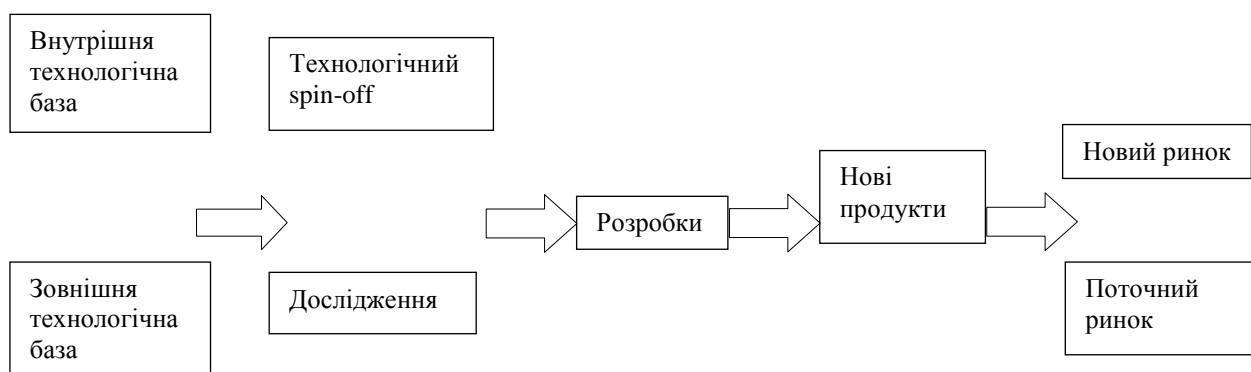 Внутрішня
технологічна
база
Технологічний
spin-off
Зовнішня
технологічна
база
Дослідження
Розробки
Нові
продукти
Новий ринок
Поточний
ринок